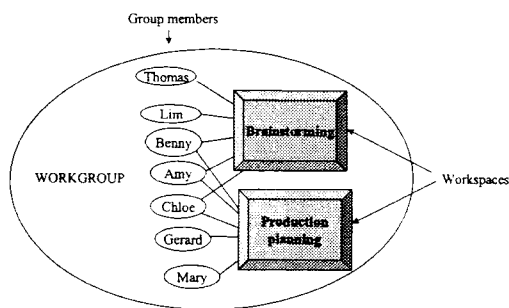 Group members
Thomas
Lim
Brainstorming
Benny
WORKGROUP
Amy
Workspaces
Chloe
Production
planning
Gerard
Mary